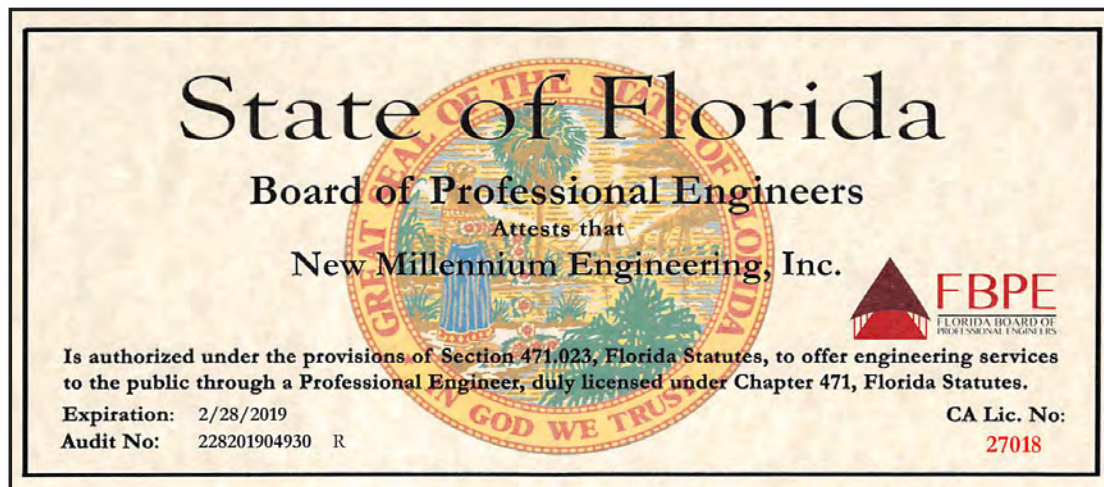 State of Florida
Board of Professional Engineers
Attests that
New Millennium Engineering, Inc.
GREAT SEAL OF THE STATE OF FLORIDA
IN GOD WE TRUST
FBPE
FLORIDA BOARD OF
PROFESSIONAL ENGINEERS
Is authorized under the provisions of Section 471.023, Florida Statutes, to offer engineering services
to the public through a Professional Engineer, duly licensed under Chapter 471, Florida Statutes.
Expiration: 2/28/2019
CA Lic. No:
Audit No: 228201904930 R
27018